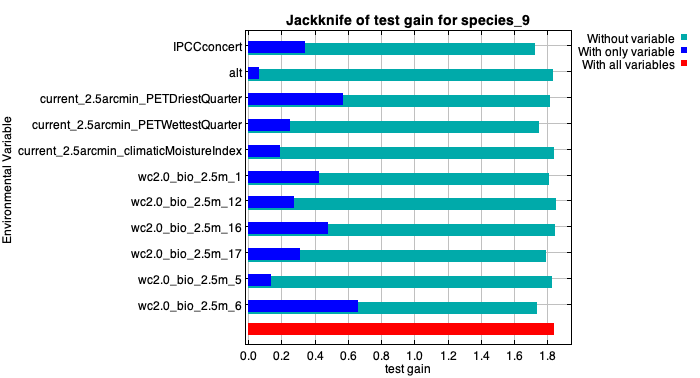 Jackknife of test gain for species_9
Without variable
With only variable
With all variables
Environmental Variable
IPCCconcert
alt
current_2.5arcmin_PETDriestQuarter
current_2.5arcmin_PETWettestQuarter
current_2.5arcmin_climaticMoistureIndex
wc2.0_bio_2.5m_1
wc2.0_bio_2.5m_12
wc2.0_bio_2.5m_16
wc2.0_bio_2.5m_17
wc2.0_bio_2.5m_5
wc2.0_bio_2.5m_6
0.0 0.2 0.4 0.6 0.8 1.0 1.2 1.4 1.6 1.8
test gain